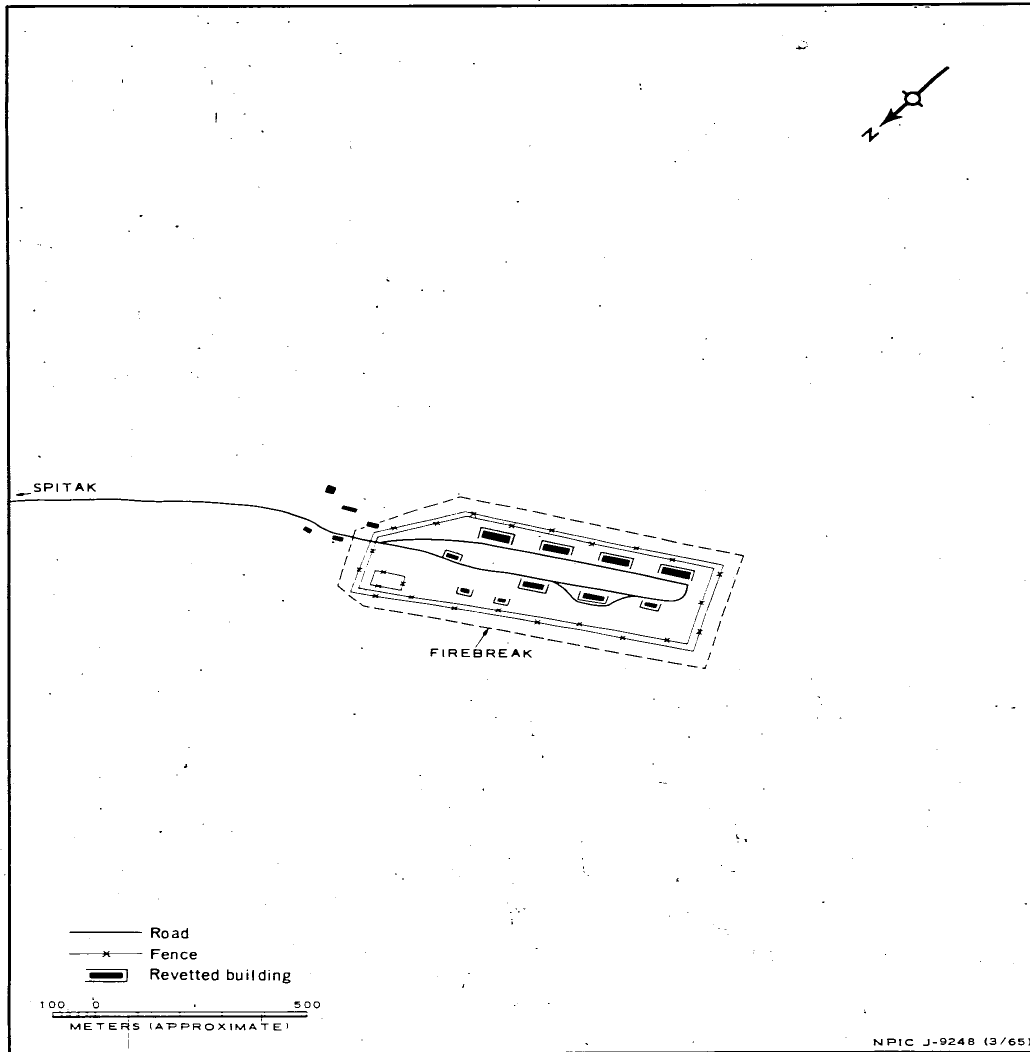 N
SPITAK
FIREBREAK
Road
Fence
Revetted building
100 0 500
METERS (APPROXIMATE)
NPIC J-9248 (3/65)